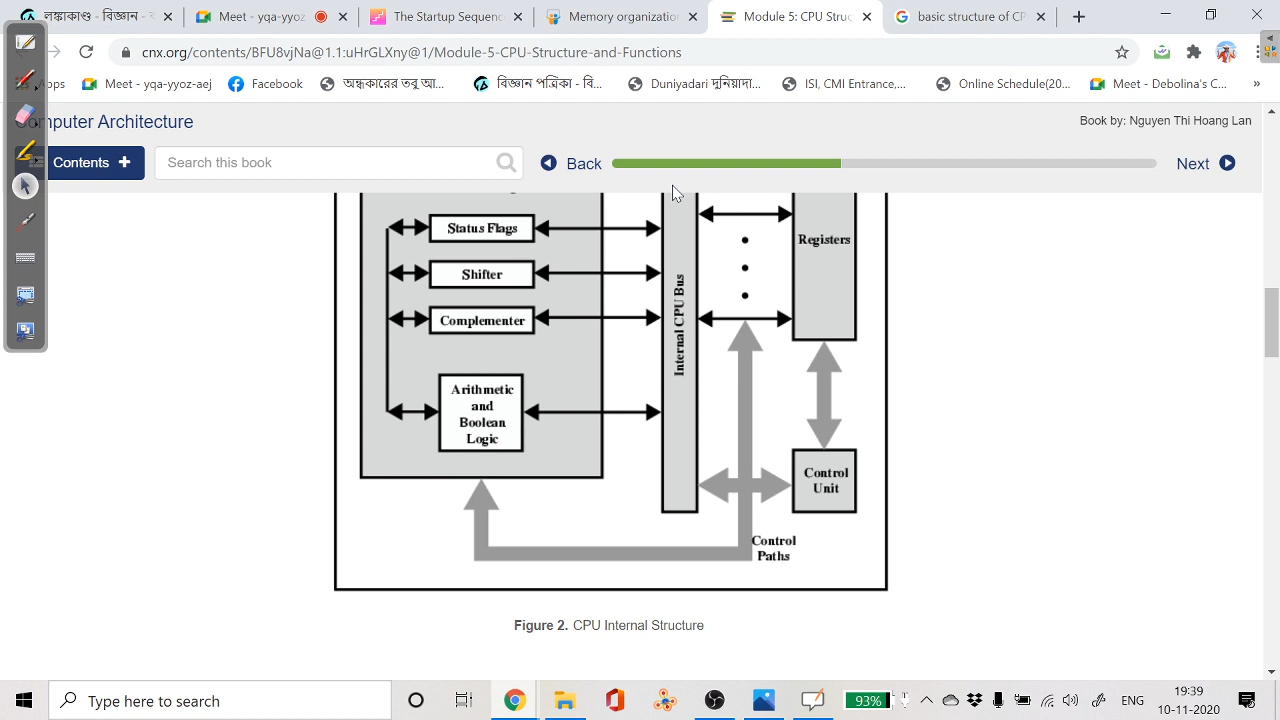 লঙ্কাকাণ্ড - বিজ্ঞান
Meet - yqa-yy
The Startup Sequenc
Memory organizatio
Module 5: CPU Struc
basic structure of CP
cnx.org/contents/BFU8vjNa@1.1:uHrGLXny@1/Module-5-CPU-Structure-and-Functions
Meet - yqa-yyoz-aej
Facebook
অন্ধকারের তবু আ...
বিজ্ঞান পত্রিকা - বি...
Duniyadari দুনিয়াদা...
ISI, CMI Entrance,...
Online Schedule(20...
Meet - Debolina's C...
»
Computer Architecture
Book by: Nguyen Thi Hoang Lan
Contents +
Search this book
Back
Next
Status Flags
Shifter
Complementer
Arithmetic
and
Boolean
Logic
Internal CPU Bus
Registers
Control
Unit
Control
Paths
Figure 2. CPU Internal Structure
Type here to search
93%
ENG
19:39
10-11-2020